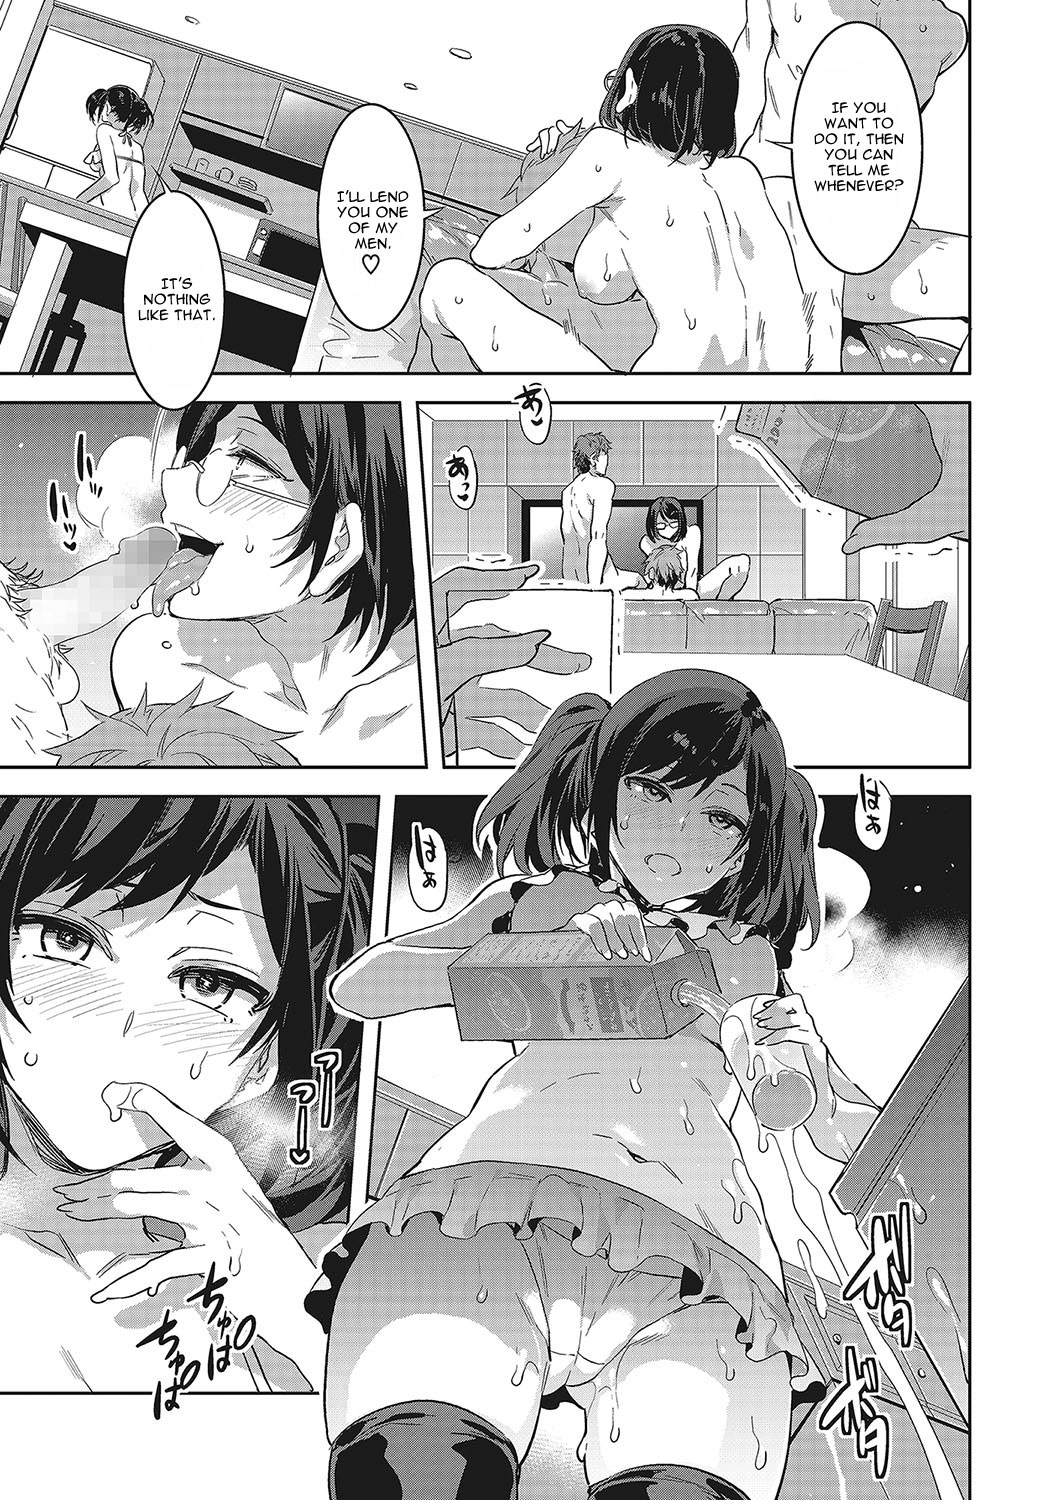 IF YOU
WANT TO
DO IT, THEN
YOU CAN
TELL ME
WHENEVER?
I'LL LEND
YOU ONE
OF MY
MEN.
♡
IT'S
NOTHING
LIKE THAT.
あっ
あっ
はぁ
はぁ
ちゅぱ
ちゅぱ